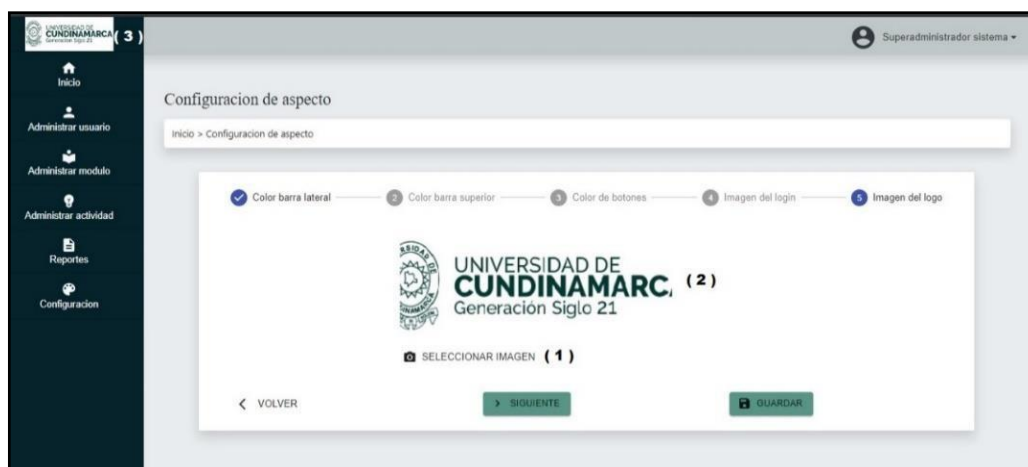 UNIVERSIDAD DE
CUNDINAMARCA ( 3 )
Generación Siglo 21
Superadministrador sistema
Inicio
Administrar usuario
Administrar modulo
Administrar actividad
Reportes
Configuracion
Configuracion de aspecto
Inicio > Configuracion de aspecto
Color barra lateral
2 Color barra superior
3 Color de botones
4 Imagen del login
5 Imagen del logo
UNIVERSIDAD DE
CUNDINAMARC ( 2 )
Generación Siglo 21
SELECCIONAR IMAGEN ( 1 )
< VOLVER
> SIGUIENTE
GUARDAR